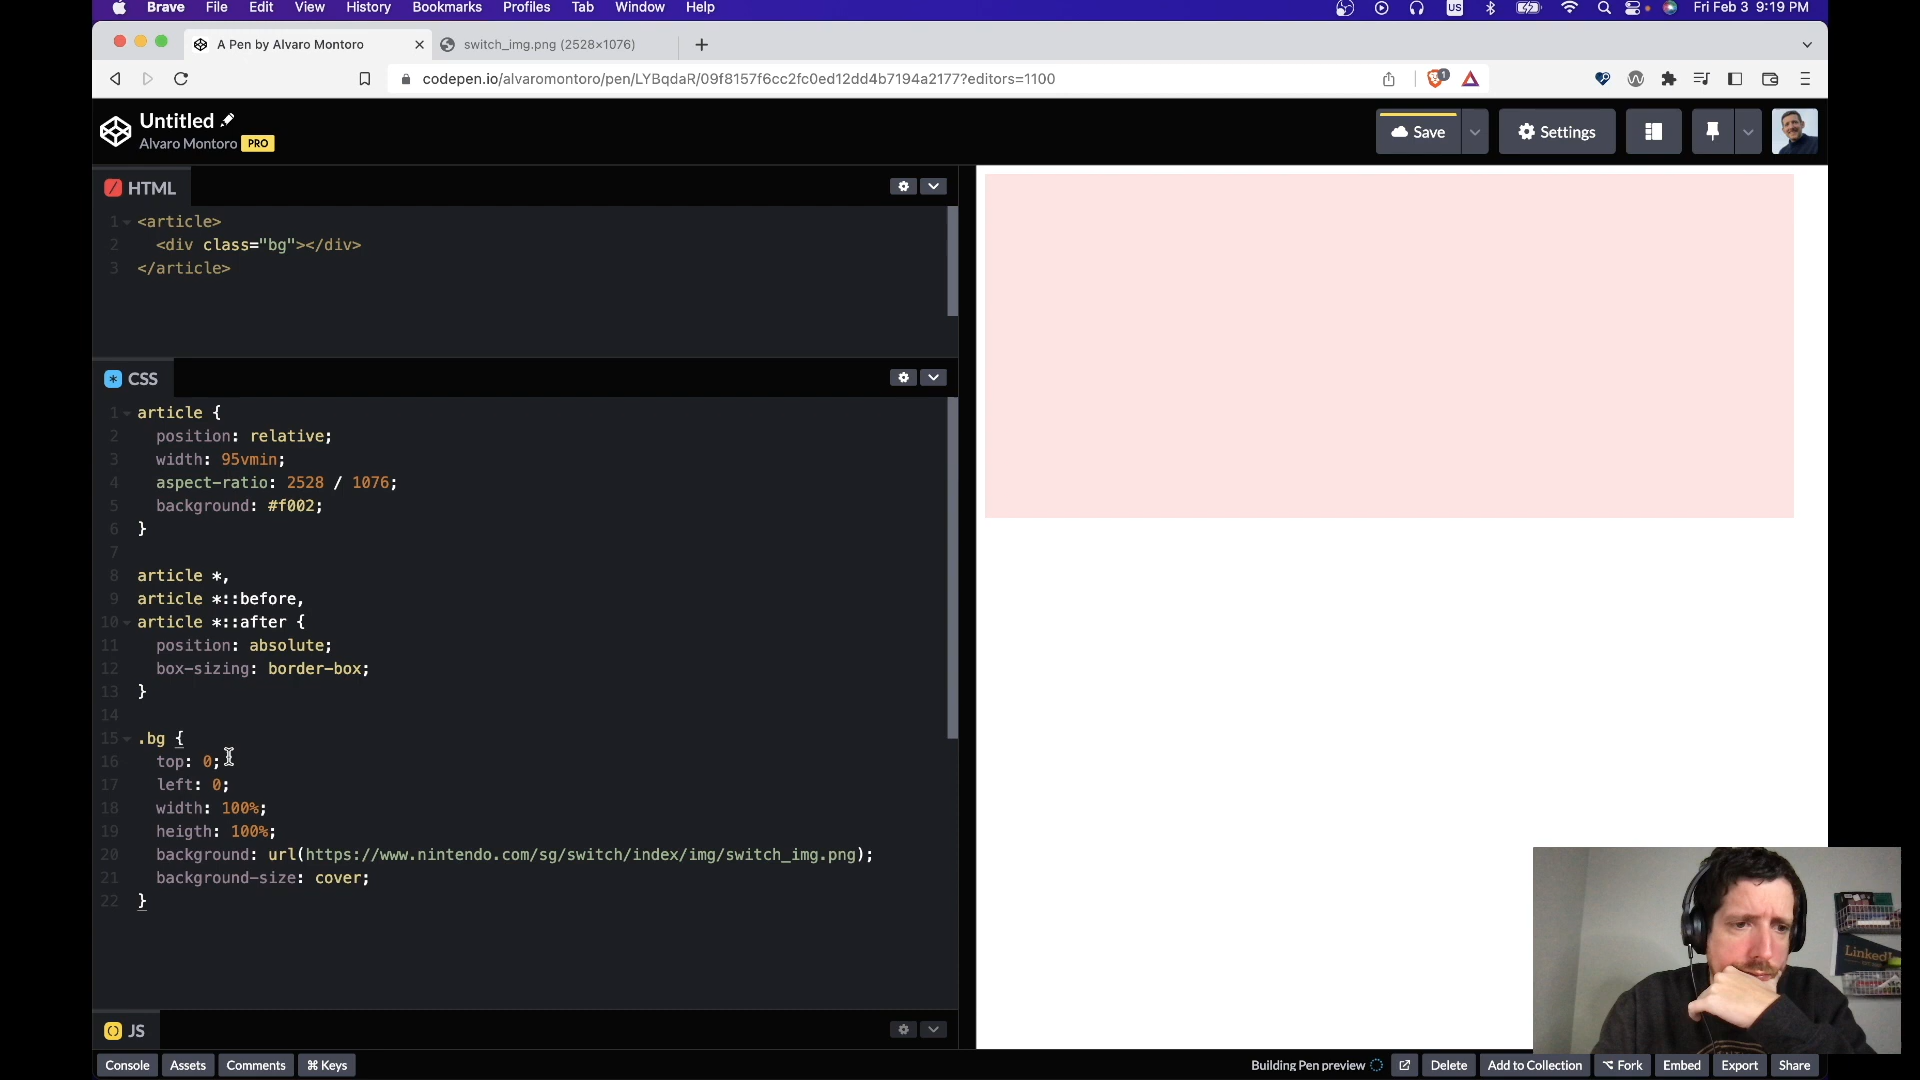 Brave File Edit View History Bookmarks Profiles Tab Window Help US Fri Feb 3 9:19 PM
A Pen by Alvaro Montoro switch_img.png (2528×1076)
codepen.io/alvaromontoro/pen/LYBqdaR/09f8157f6cc2fc0ed12dd4b7194a2177?editors=1100 1
Untitled
Alvaro Montoro PRO
Save Settings
HTML
1 <article>
2 <div class="bg"></div>
3 </article>
CSS
1 article {
2 position: relative;
3 width: 95vmin;
4 aspect-ratio: 2528 / 1076;
5 background: #f002;
6 }
7
8 article *,
9 article *::before,
10 article *::after {
11 position: absolute;
12 box-sizing: border-box;
13 }
14
15 .bg {
16 top: 0;
17 left: 0;
18 width: 100%;
19 heigth: 100%;
20 background: url(https://www.nintendo.com/sg/switch/index/img/switch_img.png);
21 background-size: cover;
22 }
JS
LinkedI
Console Assets Comments ⌘ Keys Building Pen preview Delete Add to Collection ⌥ Fork Embed Export Share